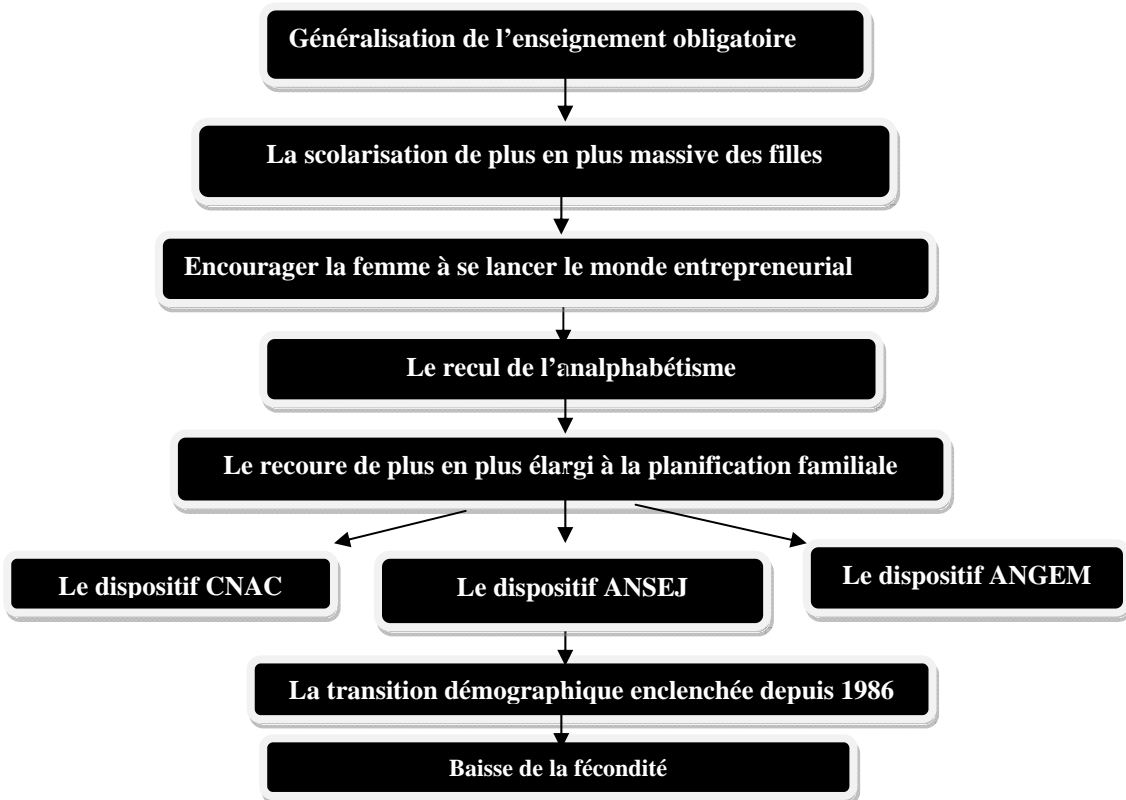 Généralisation de l’enseignement obligatoire
La scolarisation de plus en plus massive des filles
Encourager la femme à se lancer le monde entrepreneurial
Le recul de l’analphabétisme
Le recoure de plus en plus élargi à la planification familiale
Le dispositif CNAC
Le dispositif ANSEJ
Le dispositif ANGEM
La transition démographique enclenchée depuis 1986
Baisse de la fécondité